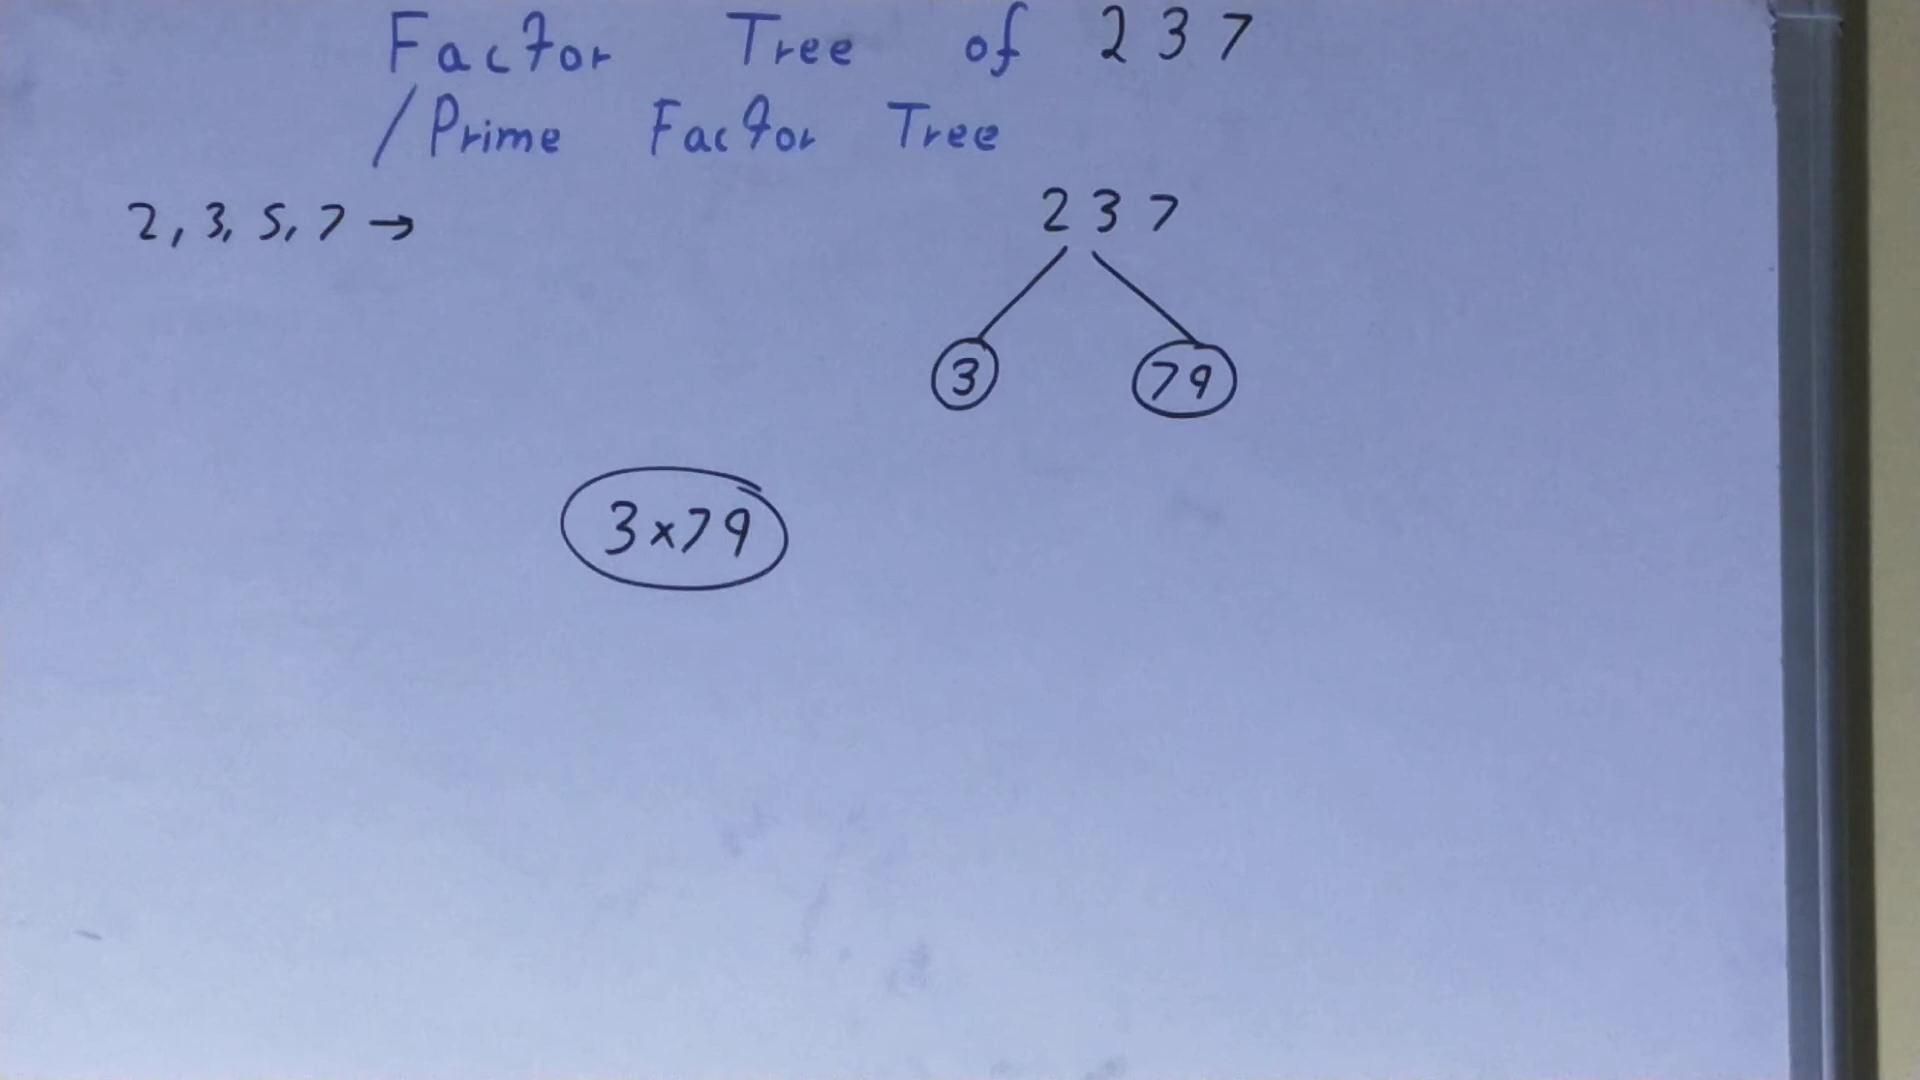 Factor Tree of 237
/Prime Factor Tree
2, 3, 5, 7 →
237
3 79
3×79